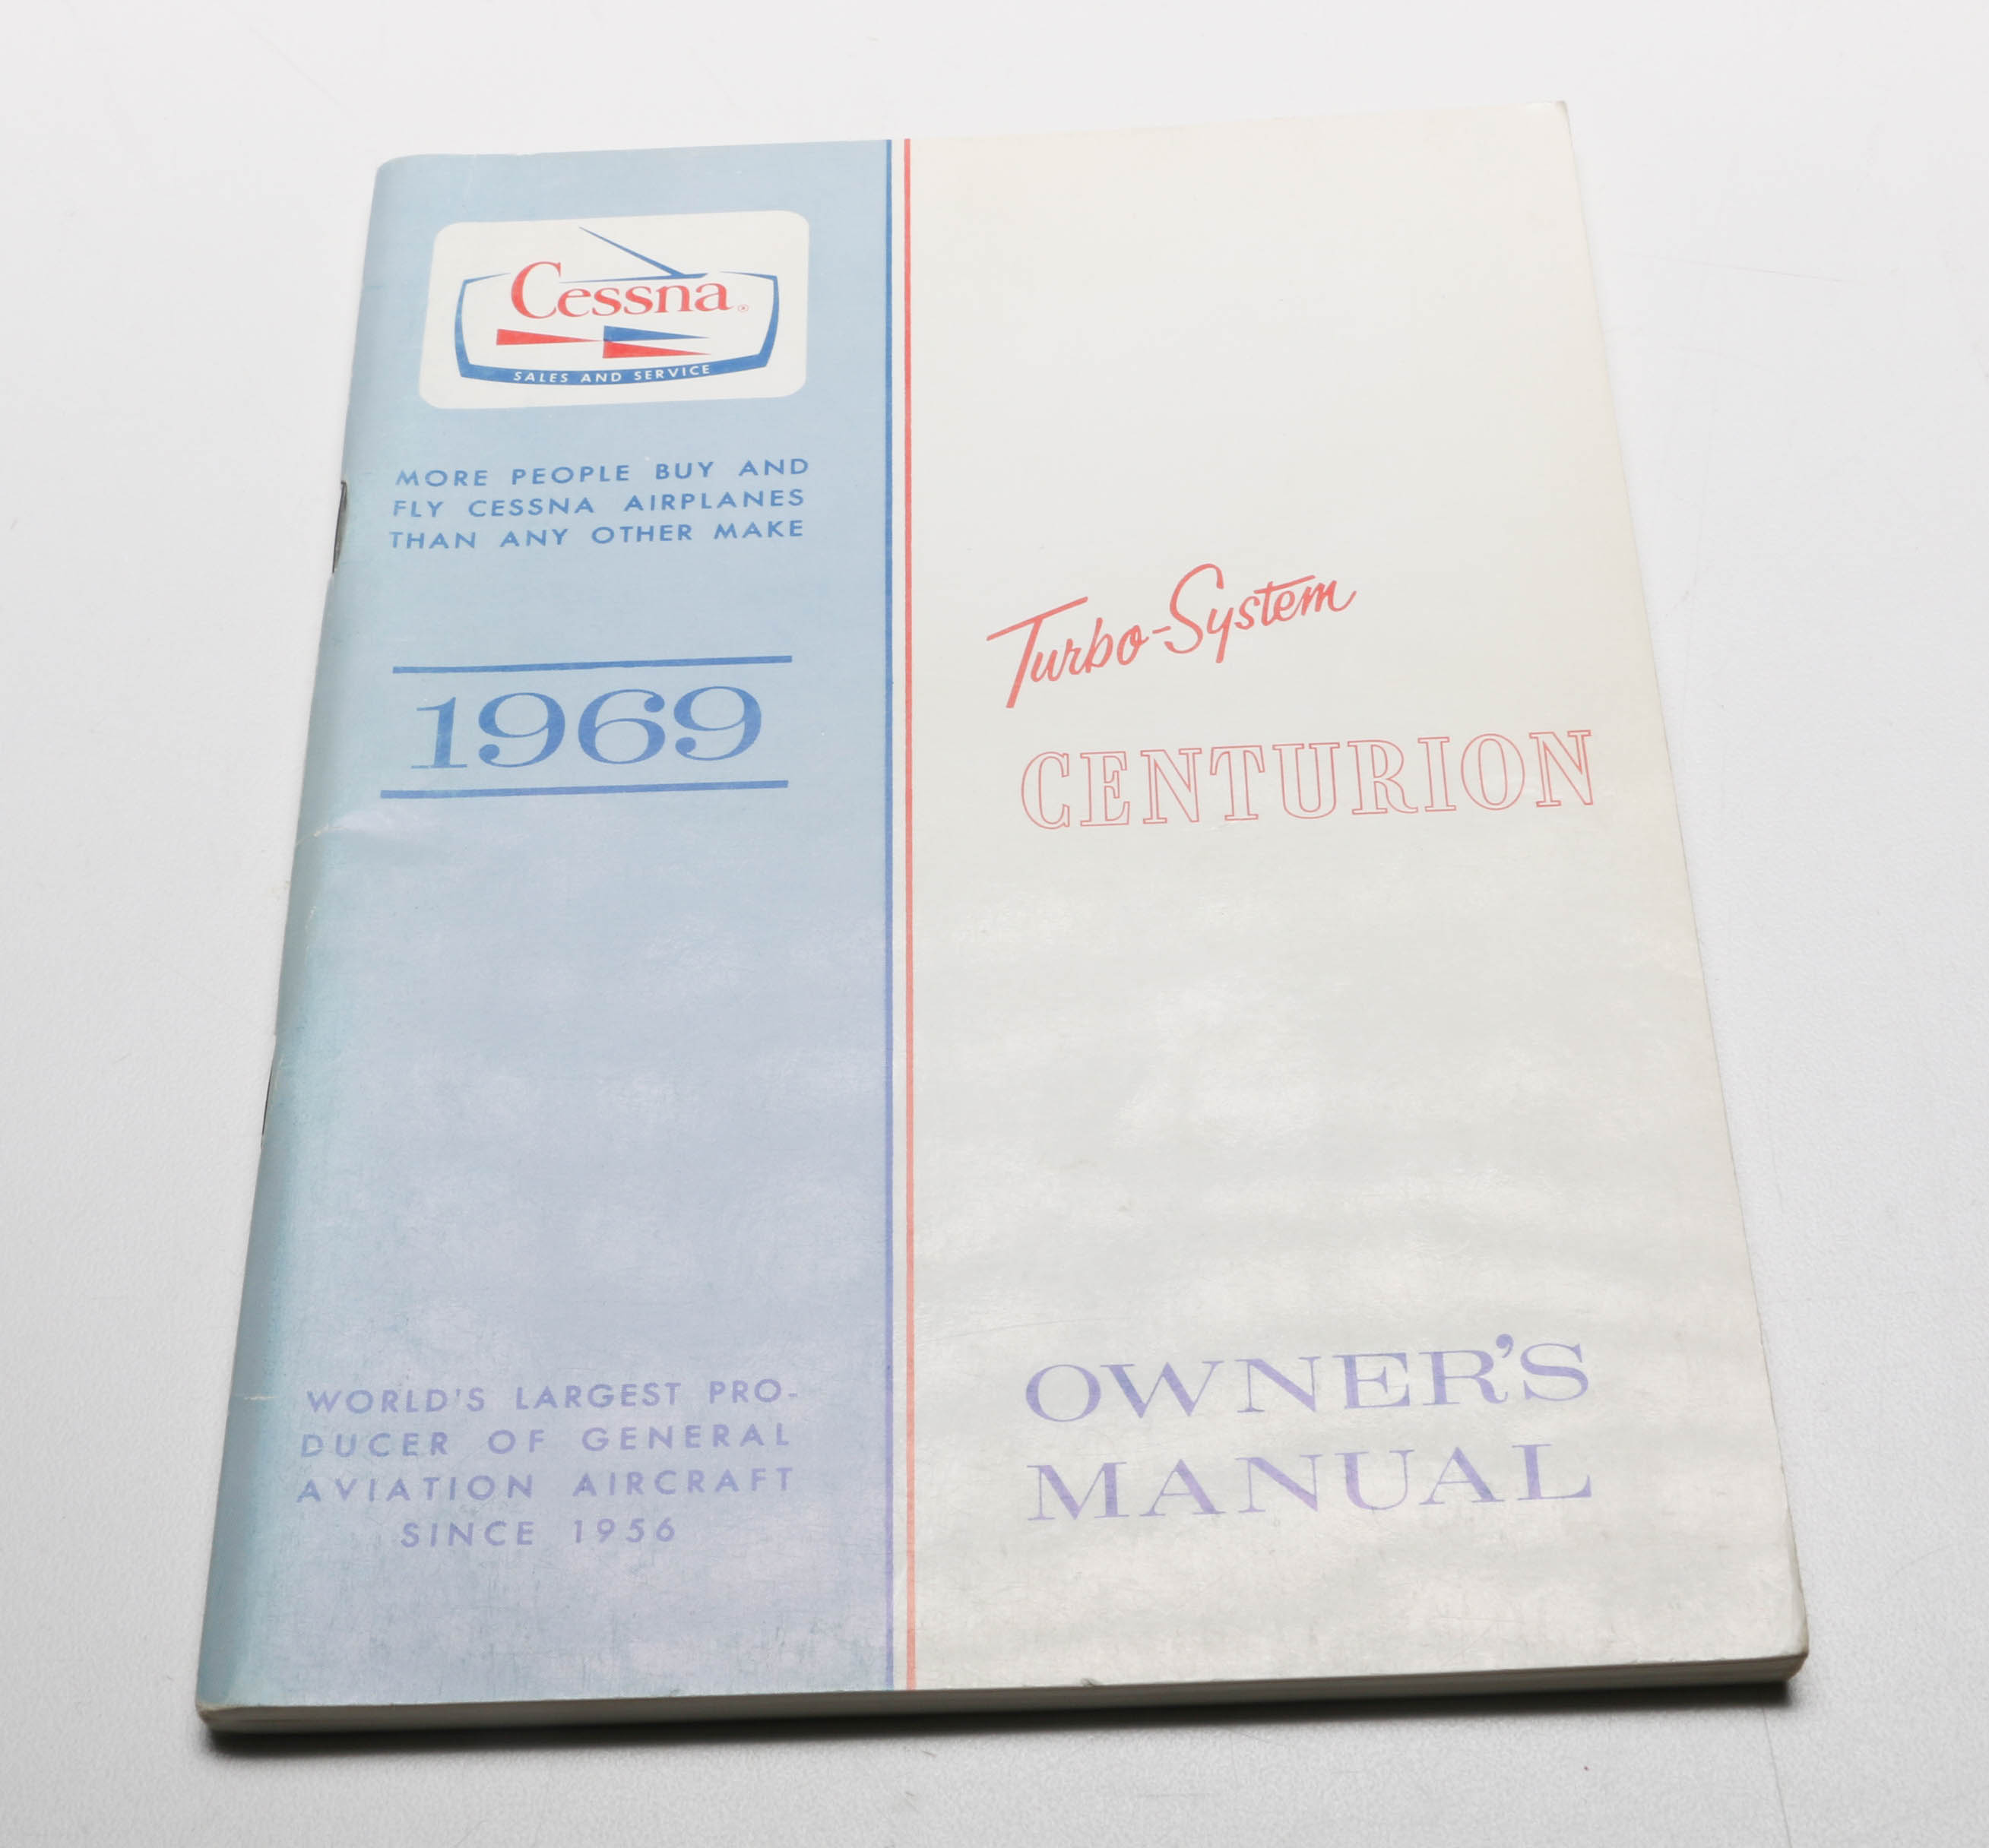 Cessna®
SALES AND SERVICE
MORE PEOPLE BUY AND
FLY CESSNA AIRPLANES
THAN ANY OTHER MAKE
1969
WORLD'S LARGEST PRO-
DUCER OF GENERAL
AVIATION AIRCRAFT
SINCE 1956
Turbo-System
CENTURION
OWNER'S
MANUAL